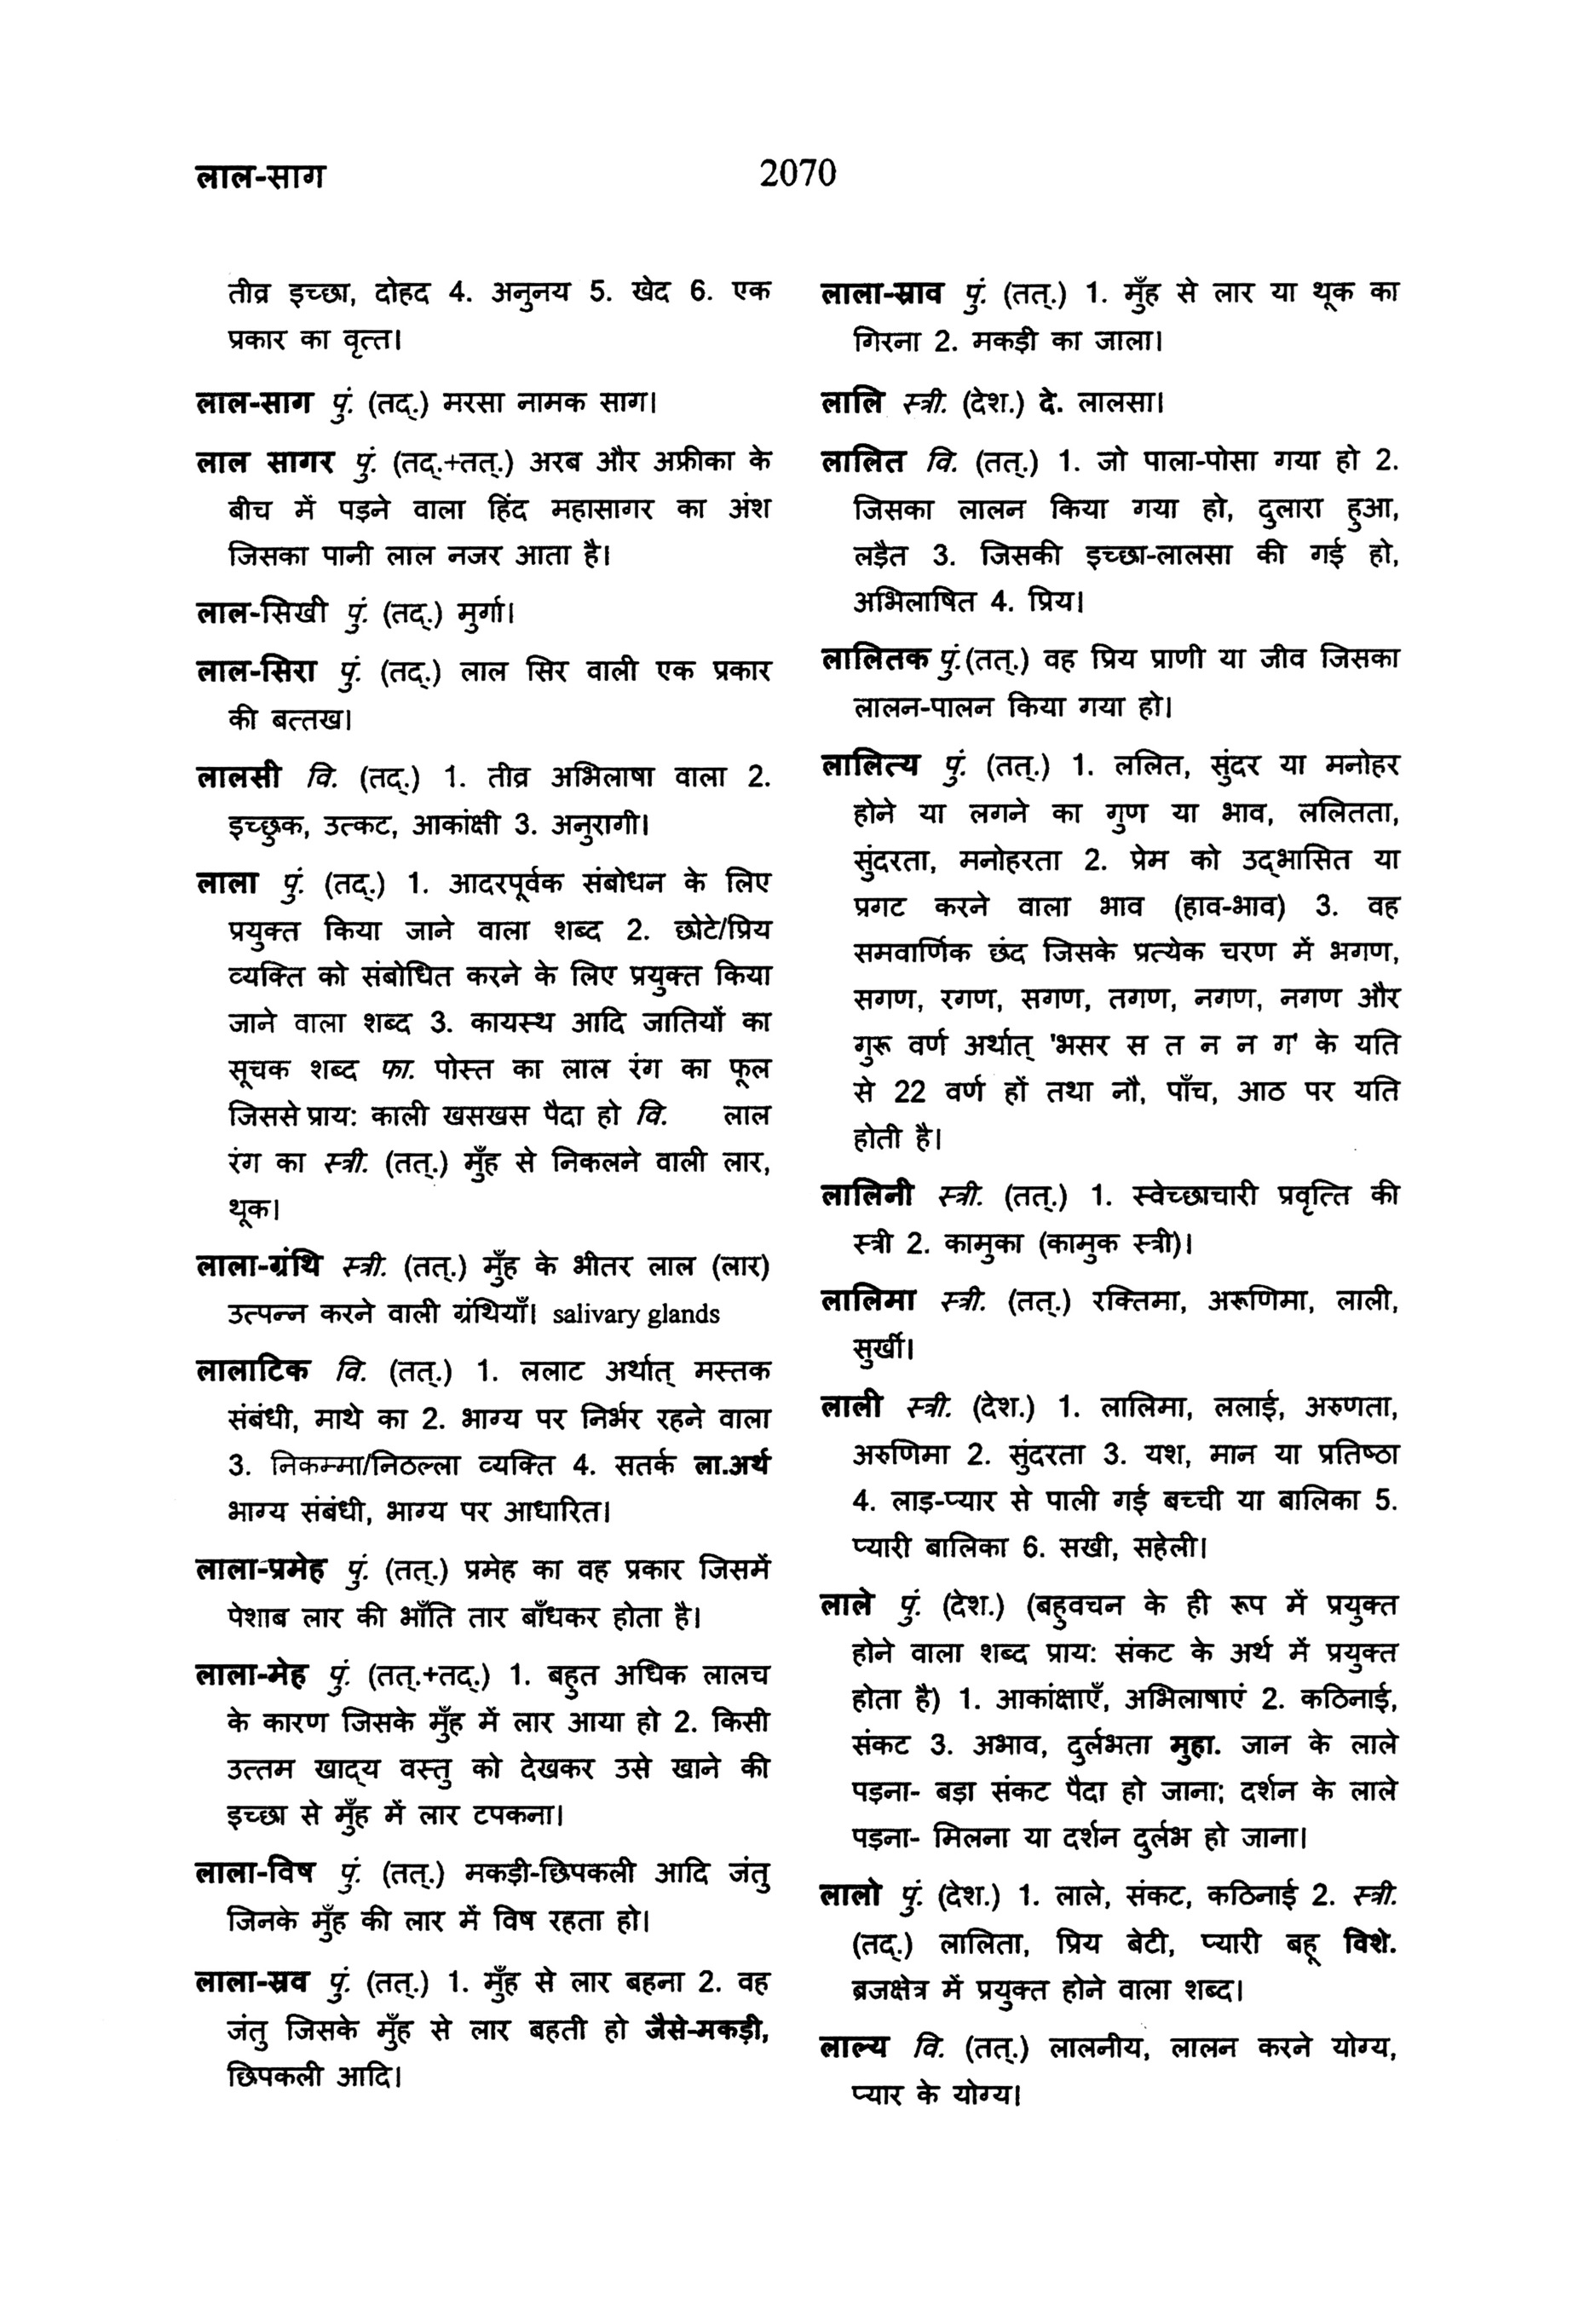 लाल-साग
2070
तीव्र इच्छा, दोहद 4. अनुनय 5. खेद 6. एक
प्रकार का वृत्त।
लाल-साग पुं. (तद्.) मरसा नामक साग।
लाल सागर पुं. (तद्.+तत्.) अरब और अफ्रीका के
बीच में पड़ने वाला हिंद महासागर का अंश
जिसका पानी लाल नजर आता है।
लाल-सिखी पुं. (तद्.) मुर्गा।
लाल-सिरा पुं. (तद्.) लाल सिर वाली एक प्रकार
की बत्तख।
लालसी वि. (तद्.) 1. तीव्र अभिलाषा वाला 2.
इच्छुक, उत्कट, आकांक्षी 3. अनुरागी।
लाला पुं. (तद्.) 1. आदरपूर्वक संबोधन के लिए
प्रयुक्त किया जाने वाला शब्द 2. छोटे/प्रिय
व्यक्ति को संबोधित करने के लिए प्रयुक्त किया
जाने वाला शब्द 3. कायस्थ आदि जातियों का
सूचक शब्द फा. पोस्त का लाल रंग का फूल
जिससे प्राय: काली खसखस पैदा हो वि. लाल
रंग का स्त्री. (तत्.) मुँह से निकलने वाली लार,
थूक।
लाला-ग्रंथि स्त्री. (तत्.) मुँह के भीतर लाल (लार)
उत्पन्न करने वाली ग्रंथियाँ। salivary glands
लालाटिक वि. (तत्.) 1. ललाट अर्थात् मस्तक
संबंधी, माथे का 2. भाग्य पर निर्भर रहने वाला
3. निकम्मा/निठल्ला व्यक्ति 4. सतर्क ला.अर्थ
भाग्य संबंधी, भाग्य पर आधारित।
लाला-प्रमेह पुं. (तत्.) प्रमेह का वह प्रकार जिसमें
पेशाब लार की भाँति तार बाँधकर होता है।
लाला-मेह पुं. (तत्.+तद्.) 1. बहुत अधिक लालच
के कारण जिसके मुँह में लार आया हो 2. किसी
उत्तम खाद्य वस्तु को देखकर उसे खाने की
इच्छा से मुँह में लार टपकना।
लाला-विष पुं. (तत्.) मकड़ी-छिपकली आदि जंतु
जिनके मुँह की लार में विष रहता हो।
लाला-स्रव पुं. (तत्.) 1. मुँह से लार बहना 2. वह
जंतु जिसके मुँह से लार बहती हो जैसे-मकड़ी,
छिपकली आदि।
लाला-स्राव पुं. (तत्.) 1. मुँह से लार या थूक का
गिरना 2. मकड़ी का जाला।
लालि स्त्री. (देश.) दे. लालसा।
लालित वि. (तत्.) 1. जो पाला-पोसा गया हो 2.
जिसका लालन किया गया हो, दुलारा हुआ,
लड़ैत 3. जिसकी इच्छा-लालसा की गई हो,
अभिलाषित 4. प्रिय।
लालितक पुं.(तत्.) वह प्रिय प्राणी या जीव जिसका
लालन-पालन किया गया हो।
लालित्य पुं. (तत्.) 1. ललित, सुंदर या मनोहर
होने या लगने का गुण या भाव, ललितता,
सुंदरता, मनोहरता 2. प्रेम को उद्भासित या
प्रगट करने वाला भाव (हाव-भाव) 3. वह
समवार्णिक छंद जिसके प्रत्येक चरण में भगण,
सगण, रगण, सगण, तगण, नगण, नगण और
गुरू वर्ण अर्थात् 'भसर स त न न ग' के यति
से 22 वर्ण हों तथा नौ, पाँच, आठ पर यति
होती है।
लालिनी स्त्री. (तत्.) 1. स्वेच्छाचारी प्रवृत्ति की
स्त्री 2. कामुका (कामुक स्त्री)।
लालिमा स्त्री. (तत्.) रक्तिमा, अरूणिमा, लाली,
सुर्खी।
लाली स्त्री. (देश.) 1. लालिमा, ललाई, अरुणता,
अरुणिमा 2. सुंदरता 3. यश, मान या प्रतिष्ठा
4. लाड़-प्यार से पाली गई बच्ची या बालिका 5.
प्यारी बालिका 6. सखी, सहेली।
लाले पुं. (देश.) (बहुवचन के ही रूप में प्रयुक्त
होने वाला शब्द प्राय: संकट के अर्थ में प्रयुक्त
होता है) 1. आकांक्षाएँ, अभिलाषाएं 2. कठिनाई,
संकट 3. अभाव, दुर्लभता मुहा. जान के लाले
पड़ना- बड़ा संकट पैदा हो जाना; दर्शन के लाले
पड़ना- मिलना या दर्शन दुर्लभ हो जाना।
लालो पुं. (देश.) 1. लाले, संकट, कठिनाई 2. स्त्री.
(तद्.) लालिता, प्रिय बेटी, प्यारी बहू विशे.
ब्रजक्षेत्र में प्रयुक्त होने वाला शब्द।
लाल्य वि. (तत्.) लालनीय, लालन करने योग्य,
प्यार के योग्य।